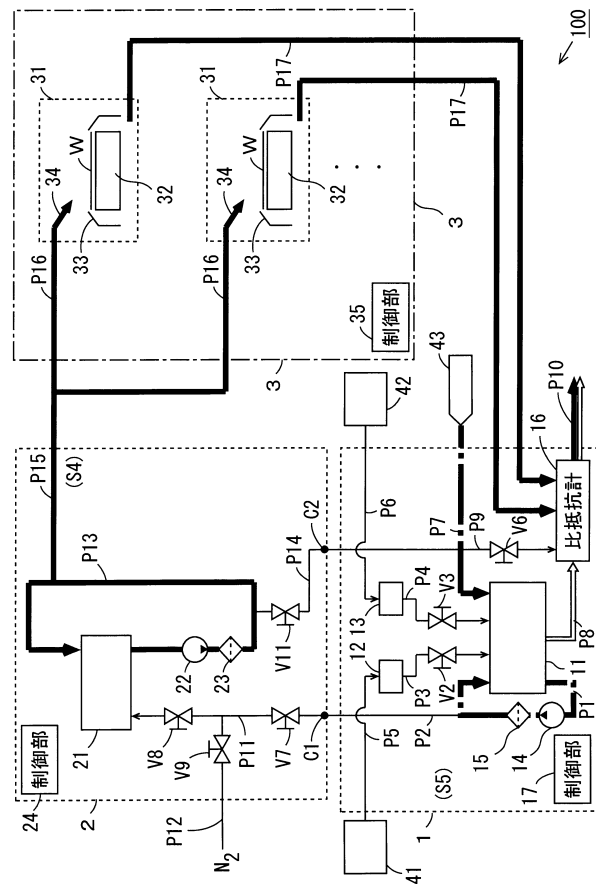 100
3
31
P17
34
W
33
32
P16
31
P17
34
W
33
32
P16
. . .
3
制御部
35
3
P15
(S4)
P13
P14
C2
V11
22
23
21
V8
V9
P11
V7
C1
P12
N2
制御部
24
2
42
43
P6
P7
P9
V6
16
P10
比抵抗計
P8
13
P4
V3
12
P3
V2
P5
P2
11
P1
15
14
制御部
17
(S5)
1
41